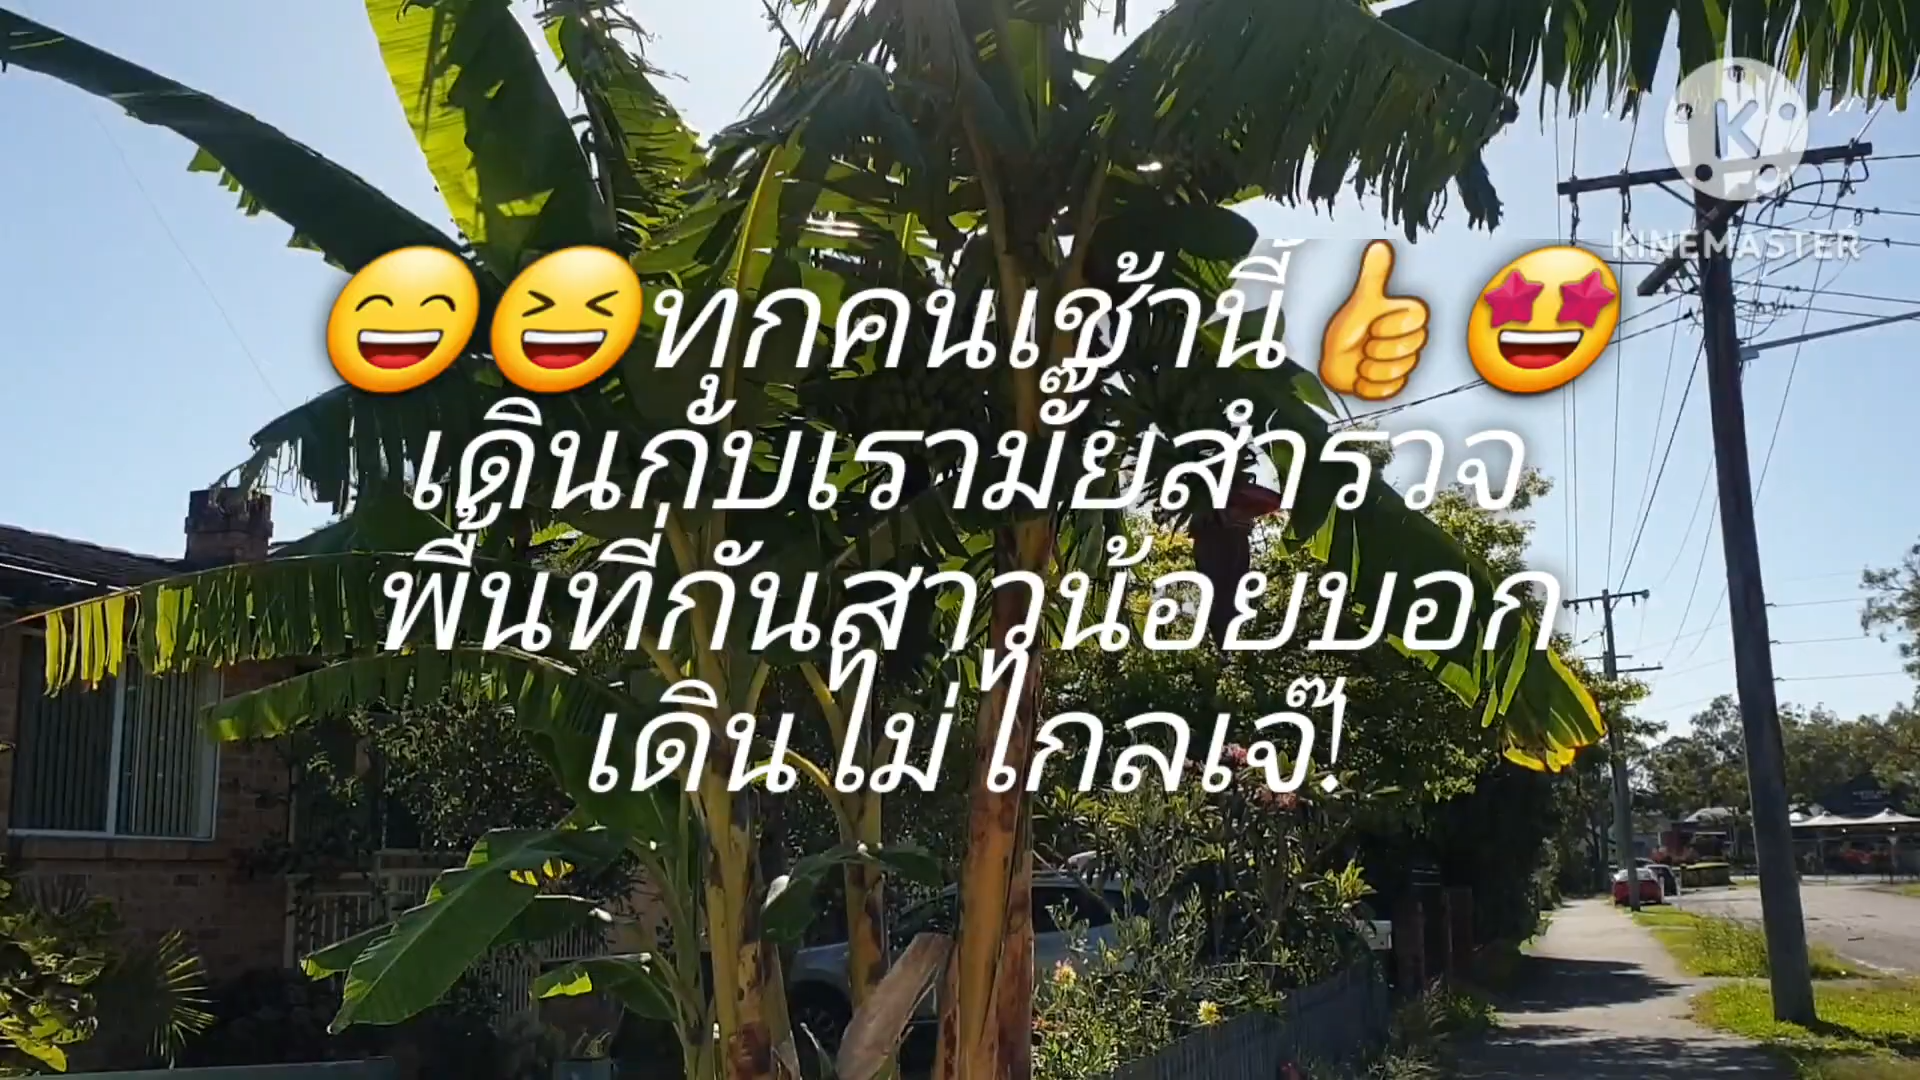 😄😆ทุกคนเช้านี้👍🤩
เดินกับเรามั๊ยสำรวจ
พื้นที่กันสาวน้อยบอก
เดินไม่ไกลเจ๊!
KINEMASTER